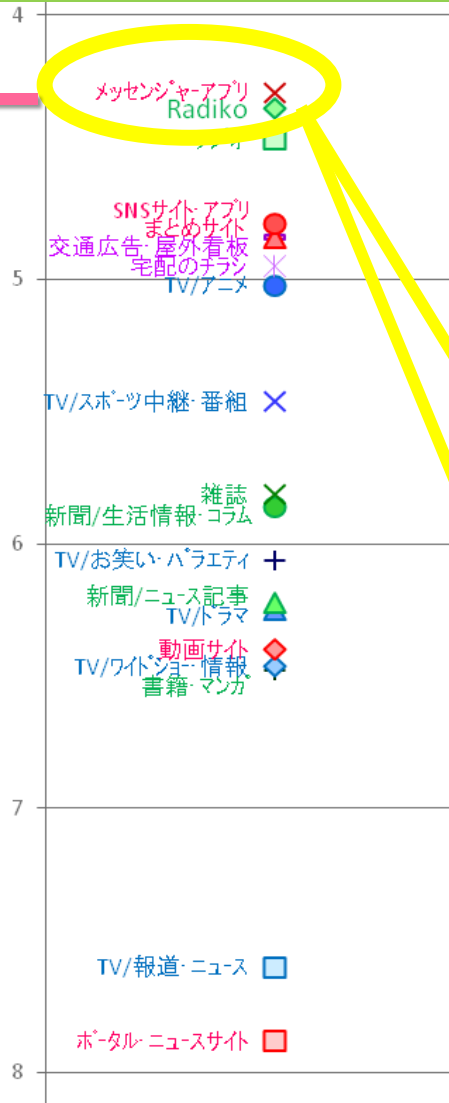 4
メッセンジャーアプリ
Radiko
ラジオ
SNSサイト・アプリ
まとめサイト
交通広告・屋外看板
宅配のチラシ
5
TV/アニメ
TV/スポーツ中継・番組
雑誌
新聞/生活情報・コラム
6
TV/お笑い・バラエティ
新聞/ニュース記事
TV/ドラマ
動画サイト
TV/ワイドショー・情報
書籍・マンガ
7
TV/報道・ニュース
ポータル・ニュースサイト
8